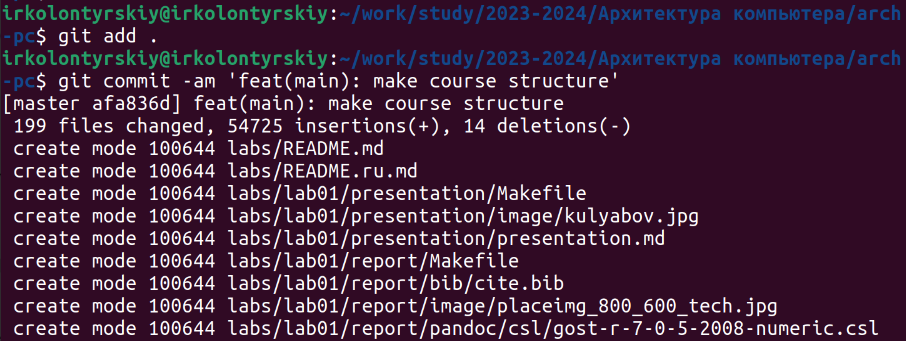 irkolontyrskiy@irkolontyrskiy:~/work/study/2023-2024/Архитектура компьютера/arch
-pc$ git add .
irkolontyrskiy@irkolontyrskiy:~/work/study/2023-2024/Архитектура компьютера/arch
-pc$ git commit -am 'feat(main): make course structure'
[master afa836d] feat(main): make course structure
 199 files changed, 54725 insertions(+), 14 deletions(-)
 create mode 100644 labs/README.md
 create mode 100644 labs/README.ru.md
 create mode 100644 labs/lab01/presentation/Makefile
 create mode 100644 labs/lab01/presentation/image/kulyabov.jpg
 create mode 100644 labs/lab01/presentation/presentation.md
 create mode 100644 labs/lab01/report/Makefile
 create mode 100644 labs/lab01/report/bib/cite.bib
 create mode 100644 labs/lab01/report/image/placeimg_800_600_tech.jpg
 create mode 100644 labs/lab01/report/pandoc/csl/gost-r-7-0-5-2008-numeric.csl